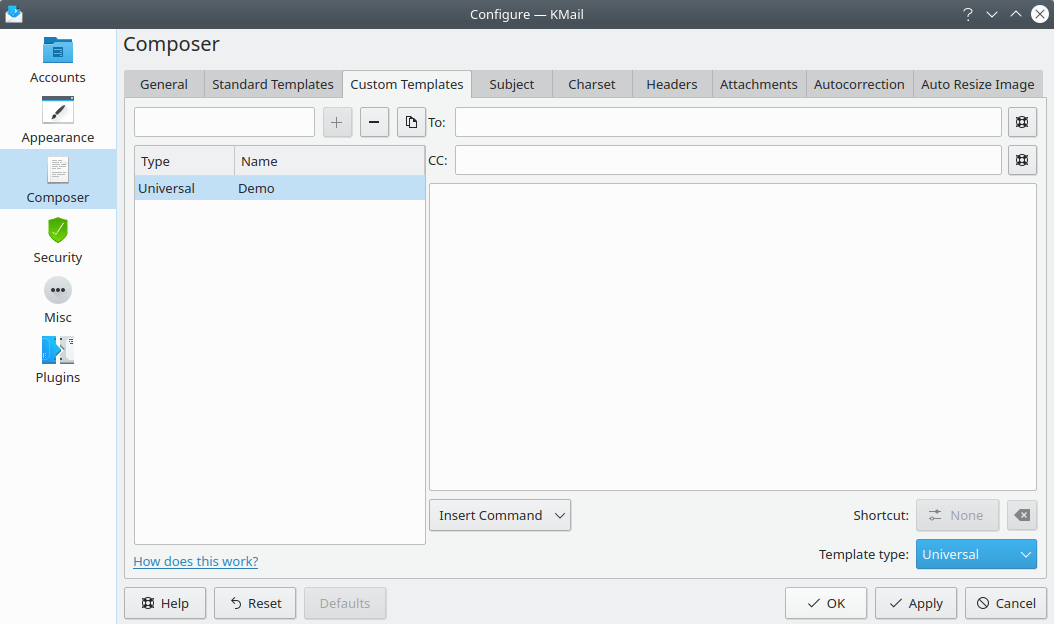 Configure — KMail
Accounts
Appearance
Composer
Security
Misc
Plugins
Composer
General Standard Templates Custom Templates Subject Charset Headers Attachments Autocorrection Auto Resize Image
To:
CC:
Type Name
Universal Demo
Insert Command
Shortcut: None
Template type: Universal
How does this work?
Help Reset Defaults OK Apply Cancel